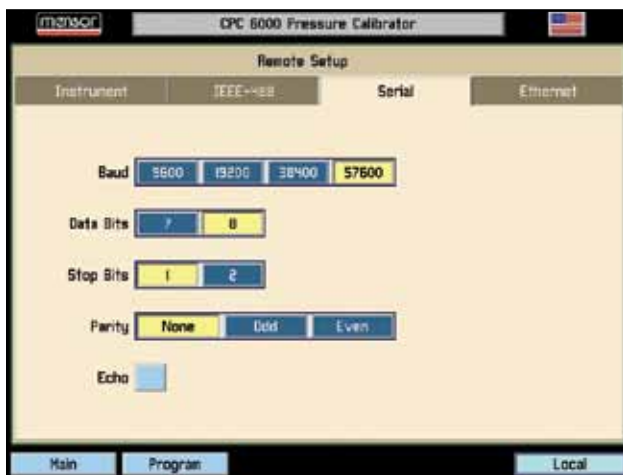 mensor CPC 6000 Pressure Calibrator
Remote Setup
Instrument IEEE-488 Serial Ethernet
Baud 9600 19200 38400 57600
Data Bits 7 8
Stop Bits 1 2
Parity None Odd Even
Echo
Main Program Local